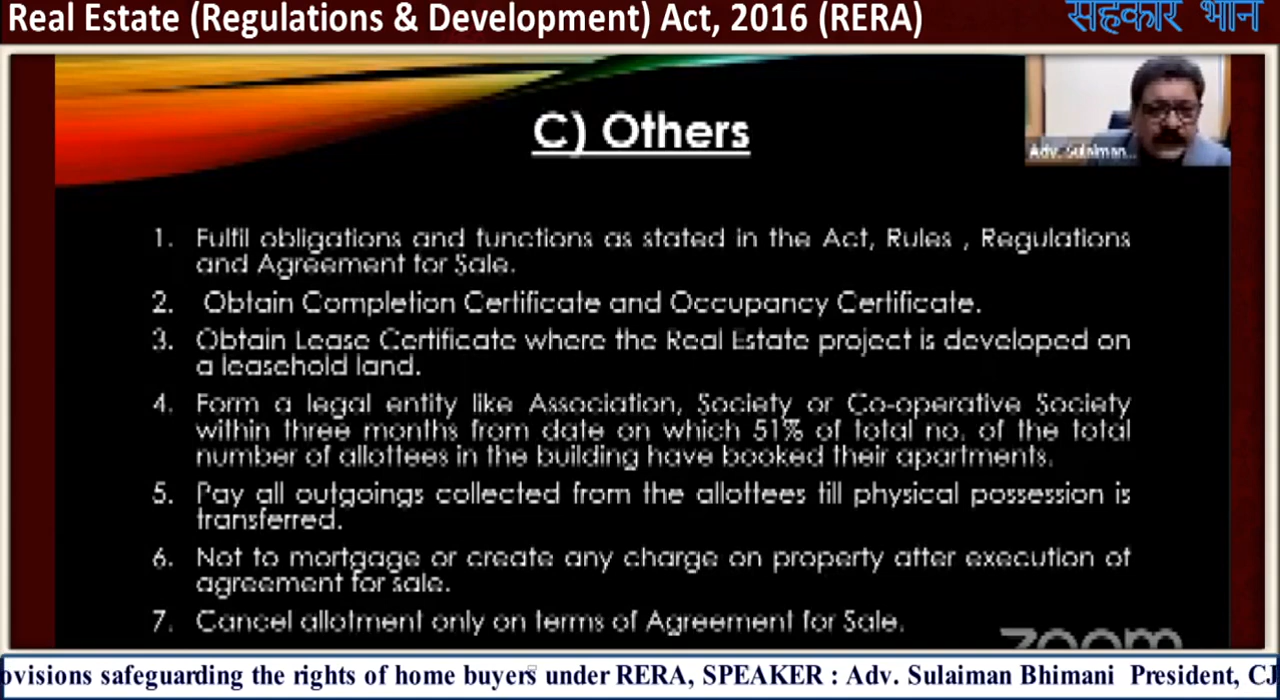 Real Estate (Regulations & Development) Act, 2016 (RERA)
सहकार भान
C) Others
Adv. Sulaiman...
1. Fulfil obligations and functions as stated in the Act, Rules , Regulations
and Agreement for Sale.
2. Obtain Completion Certificate and Occupancy Certificate.
3. Obtain Lease Certificate where the Real Estate project is developed on
a leasehold land.
4. Form a legal entity like Association, Society or Co-operative Society
within three months from date on which 51% of total no. of the total
number of allottees in the building have booked their apartments.
5. Pay all outgoings collected from the allottees till physical possession is
transferred.
6. Not to mortgage or create any charge on property after execution of
agreement for sale.
7. Cancel allotment only on terms of Agreement for Sale.
zoom
ovisions safeguarding the rights of home buyers under RERA, SPEAKER : Adv. Sulaiman Bhimani President, CJ